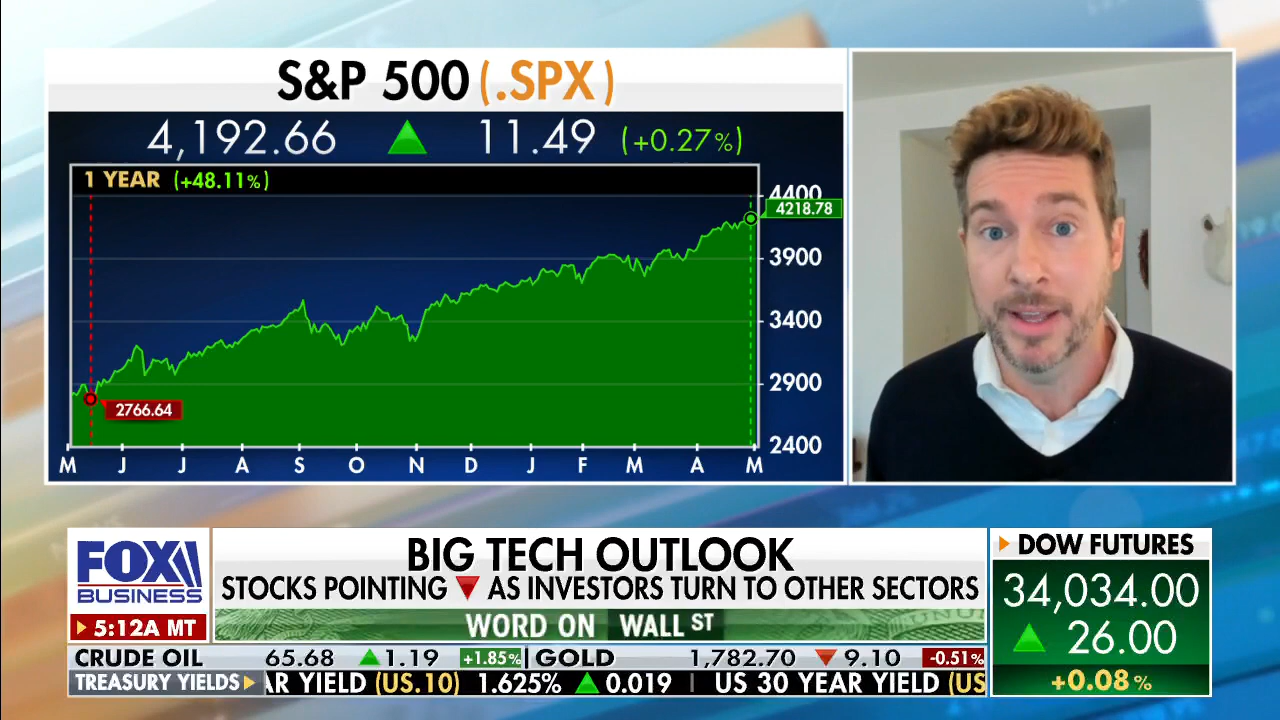 S&P 500 (.SPX)
4,192.66 ▲ 11.49 (+0.27%)
1 YEAR (+48.11%)
4400
4218.78
3900
3400
2900
2766.64
2400
M J J A S O N D J F M A M
FOX BUSINESS
5:12A MT
BIG TECH OUTLOOK
STOCKS POINTING ▼ AS INVESTORS TURN TO OTHER SECTORS
WORD ON WALL ST
DOW FUTURES
34,034.00
▲ 26.00
+0.08%
CRUDE OIL 65.68 ▲ 1.19 +1.85% GOLD 1,782.70 ▼ 9.10 -0.51%
TREASURY YIELDS AR YIELD (US.10) 1.625% ▲ 0.019 | US 30 YEAR YIELD (US